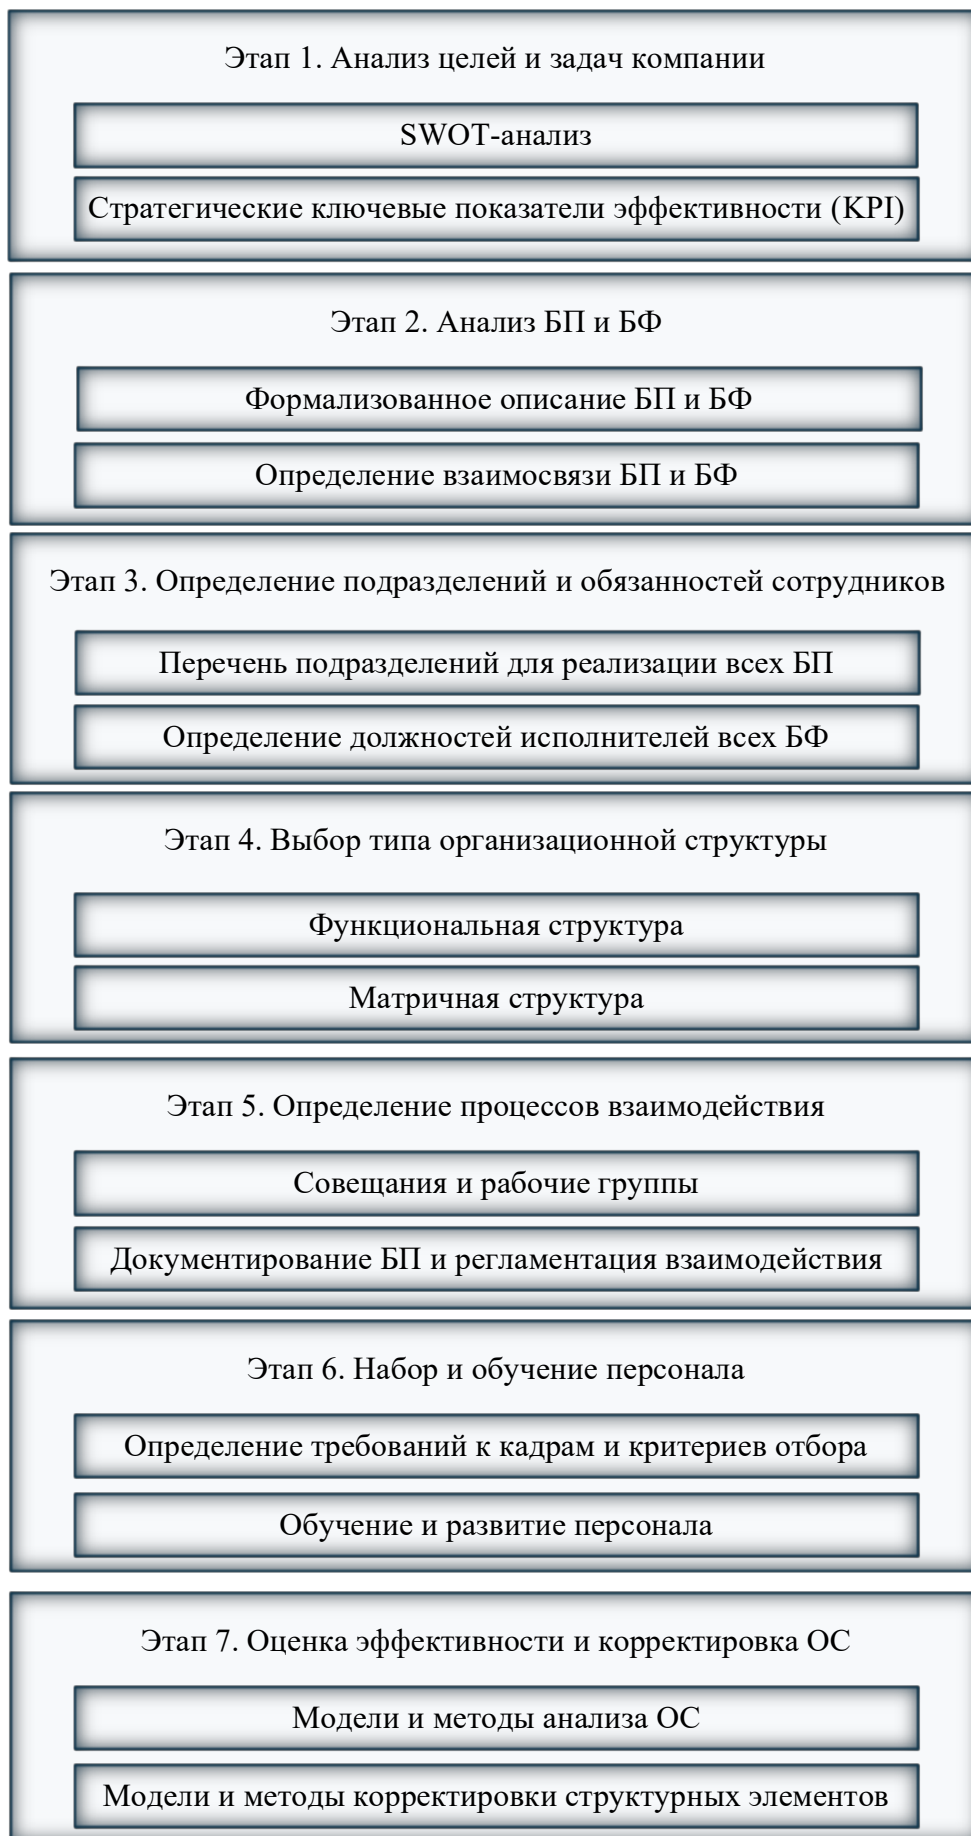 Этап 1. Анализ целей и задач компании
SWOT-анализ
Стратегические ключевые показатели эффективности (KPI)
Этап 2. Анализ БП и БФ
Формализованное описание БП и БФ
Определение взаимосвязи БП и БФ
Этап 3. Определение подразделений и обязанностей сотрудников
Перечень подразделений для реализации всех БП
Определение должностей исполнителей всех БФ
Этап 4. Выбор типа организационной структуры
Функциональная структура
Матричная структура
Этап 5. Определение процессов взаимодействия
Совещания и рабочие группы
Документирование БП и регламентация взаимодействия
Этап 6. Набор и обучение персонала
Определение требований к кадрам и критериев отбора
Обучение и развитие персонала
Этап 7. Оценка эффективности и корректировка ОС
Модели и методы анализа ОС
Модели и методы корректировки структурных элементов